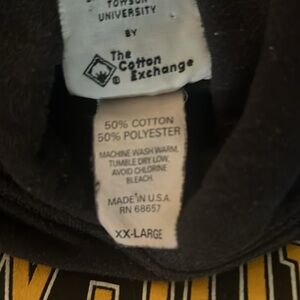 TOWSON
UNIVERSITY
BY
The
Cotton
Exchange
50% COTTON
50% POLYESTER
MACHINE WASH WARM,
TUMBLE DRY LOW,
AVOID CHLORINE
BLEACH.
MADE IN U.S.A.
RN 68657
XX-LARGE